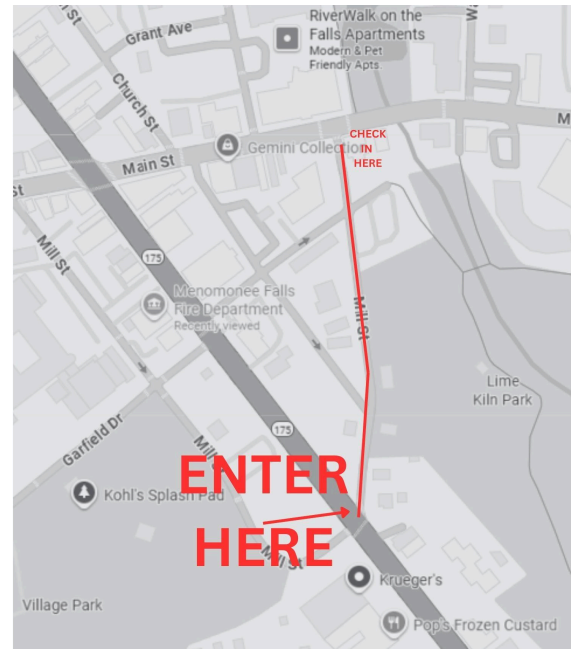 RiverWalk on the
Falls Apartments
Modern & Pet
Friendly Apts.
Grant Ave
Church St
CHECK
IN
HERE
Gemini Collection
Main St
Mill St
175
Menomonee Falls
Fire Department
Recently viewed
Mill St
Lime
Kiln Park
175
Garfield Dr
Mill St
ENTER
HERE
Kohl's Splash Pad
Mill St
Krueger's
Village Park
Pop's Frozen Custard